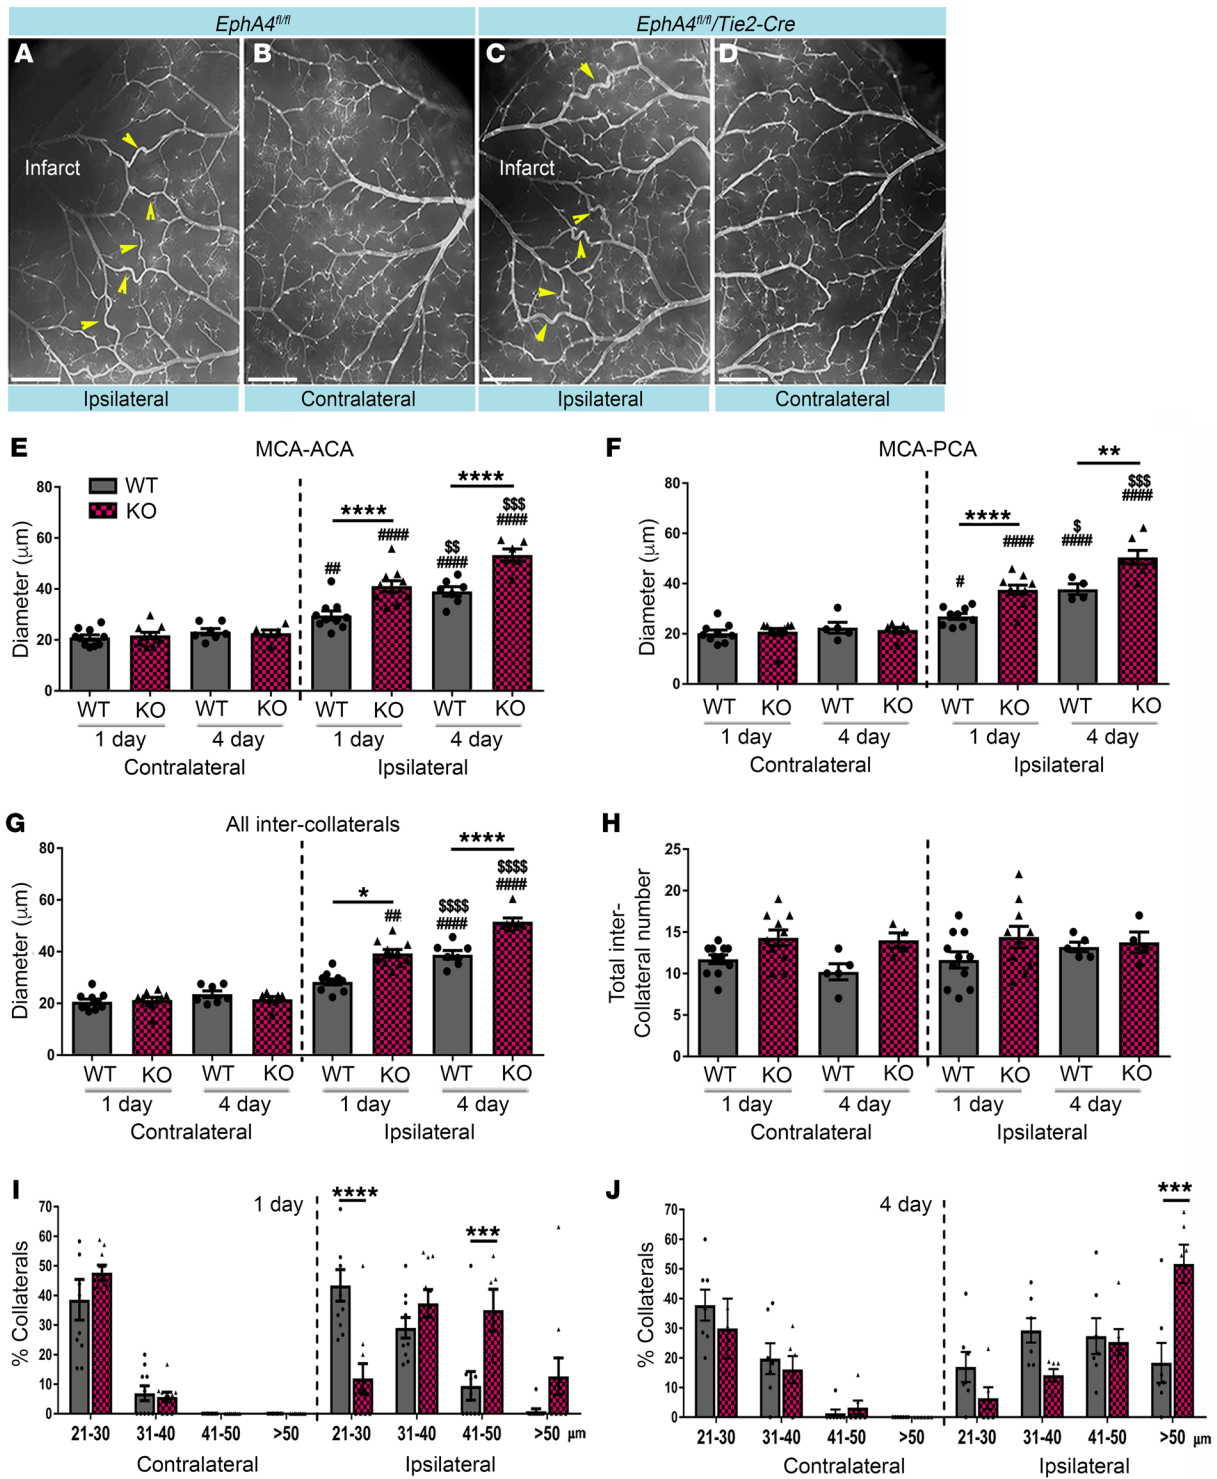 EphA4fl/fl
EphA4fl/fl/Tie2-Cre
A
B
C
D
Infarct
Infarct
Ipsilateral
Contralateral
Ipsilateral
Contralateral
E
MCA-ACA
WT
KO
****
****
##
####
$$
####
$$$
####
Diameter (μm)
80
60
40
20
0
WT KO WT KO WT KO WT KO
1 day 4 day 1 day 4 day
Contralateral Ipsilateral
F
MCA-PCA
****
**
#
####
$
####
$$$
####
Diameter (μm)
80
60
40
20
0
WT KO WT KO WT KO WT KO
1 day 4 day 1 day 4 day
Contralateral Ipsilateral
G
All inter-collaterals
*
****
##
$$$$
####
$$$$
####
Diameter (μm)
80
60
40
20
0
WT KO WT KO WT KO WT KO
1 day 4 day 1 day 4 day
Contralateral Ipsilateral
H
Total inter-
Collateral number
25
20
15
10
5
0
WT KO WT KO WT KO WT KO
1 day 4 day 1 day 4 day
Contralateral Ipsilateral
I
1 day
****
***
% Collaterals
70
60
50
40
30
20
10
0
21-30 31-40 41-50 >50 21-30 31-40 41-50 >50 μm
Contralateral Ipsilateral
J
4 day
***
% Collaterals
70
60
50
40
30
20
10
0
21-30 31-40 41-50 >50 21-30 31-40 41-50 >50 μm
Contralateral Ipsilateral